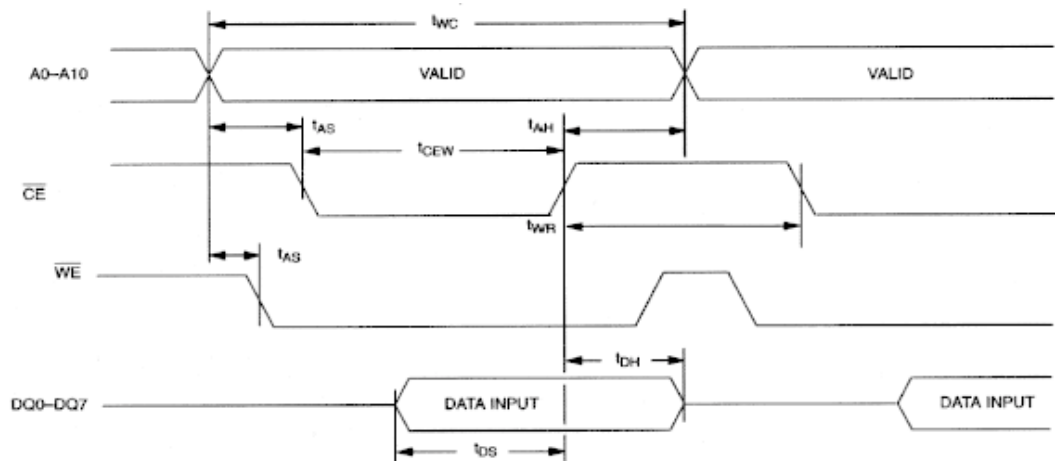 tWC
A0–A10
VALID
VALID
tAS
tAH
tCEW
CE
tWR
tAS
WE
tDH
DQ0–DQ7
DATA INPUT
DATA INPUT
tDS